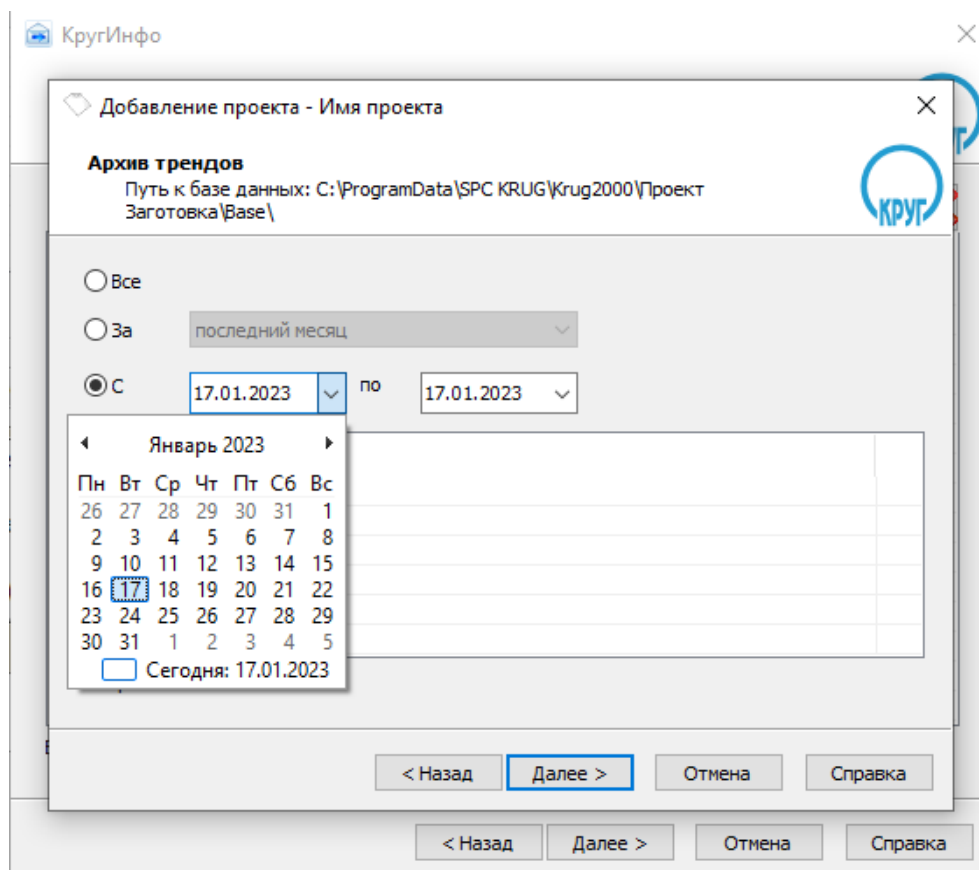 КругИнфо
Добавление проекта - Имя проекта
Архив трендов
Путь к базе данных: C:\ProgramData\SPC KRUG\Krug2000\Проект
Заготовка\Base\
КРУГ
Все
За последний месяц
С 17.01.2023 по 17.01.2023
Январь 2023
Пн Вт Ср Чт Пт Сб Вс
26 27 28 29 30 31 1
2 3 4 5 6 7 8
9 10 11 12 13 14 15
16 17 18 19 20 21 22
23 24 25 26 27 28 29
30 31 1 2 3 4 5
Сегодня: 17.01.2023
< Назад Далее > Отмена Справка
< Назад Далее > Отмена Справка